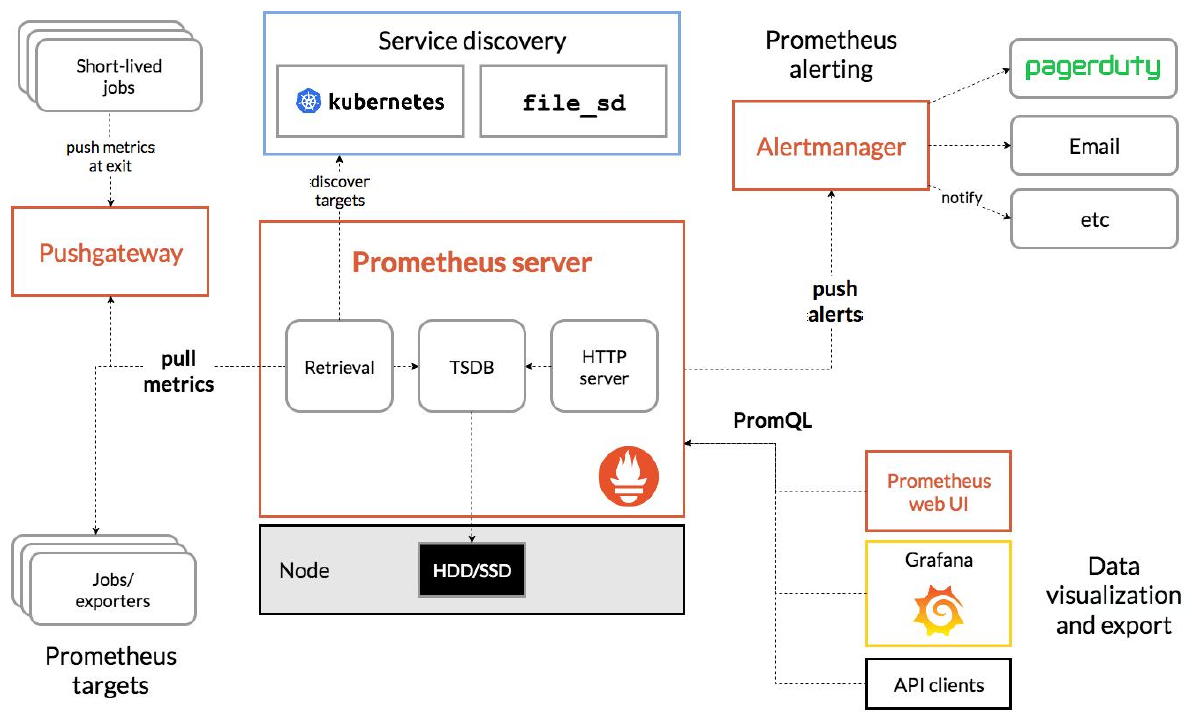 Short-lived
jobs
push metrics
at exit
Pushgateway
Service discovery
kubernetes
file_sd
discover
targets
Prometheus
alerting
Alertmanager
pagerduty
Email
notify
etc
Prometheus server
Retrieval
TSDB
HTTP
server
pull
metrics
push
alerts
PromQL
Node
HDD/SSD
Jobs/
exporters
Prometheus
targets
Prometheus
web UI
Grafana
API clients
Data
visualization
and export